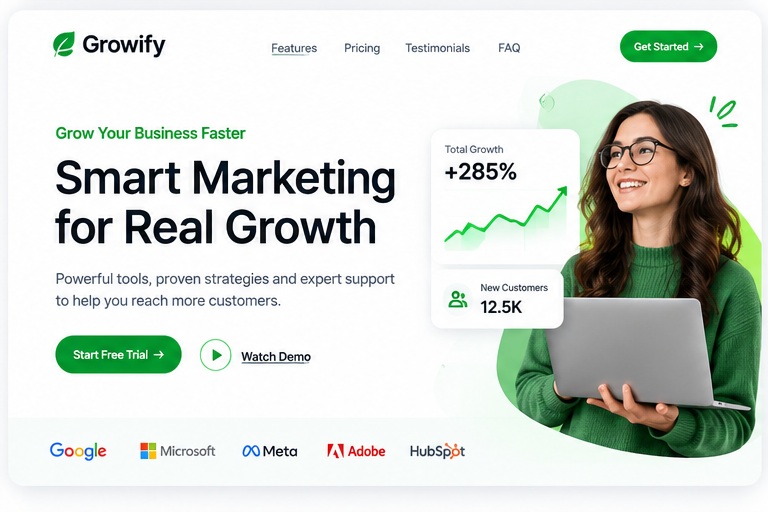 Growify
Features
Pricing
Testimonials
FAQ
Get Started →
Grow Your Business Faster
Smart Marketing
for Real Growth
Powerful tools, proven strategies and expert support
to help you reach more customers.
Start Free Trial →
Watch Demo
Total Growth
+285%
New Customers
12.5K
Google
Microsoft
Meta
Adobe
HubSpot